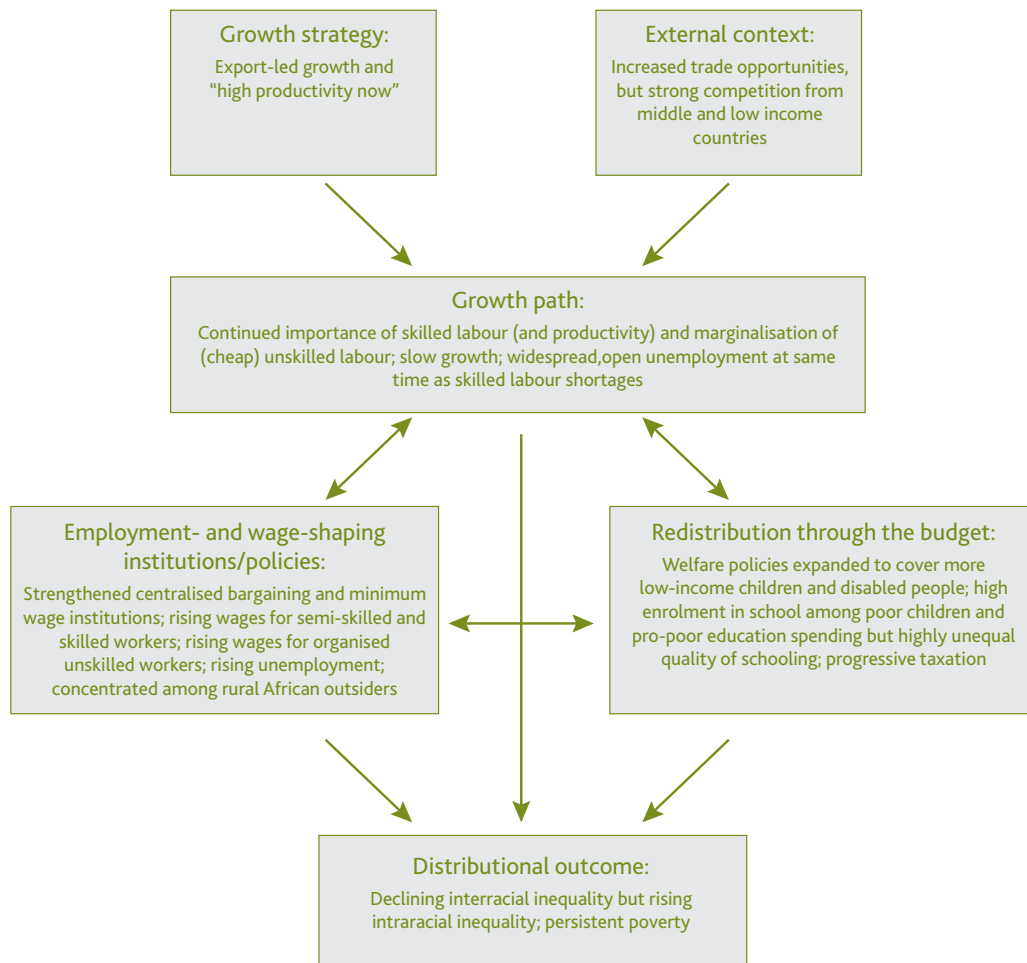 Growth strategy:
Export-led growth and
“high productivity now”
External context:
Increased trade opportunities,
but strong competition from
middle and low income
countries
Growth path:
Continued importance of skilled labour (and productivity) and marginalisation of
(cheap) unskilled labour; slow growth; widespread,open unemployment at same
time as skilled labour shortages
Employment- and wage-shaping
institutions/policies:
Strengthened centralised bargaining and minimum
wage institutions; rising wages for semi-skilled and
skilled workers; rising wages for organised
unskilled workers; rising unemployment;
concentrated among rural African outsiders
Redistribution through the budget:
Welfare policies expanded to cover more
low-income children and disabled people; high
enrolment in school among poor children and
pro-poor education spending but highly unequal
quality of schooling; progressive taxation
Distributional outcome:
Declining interracial inequality but rising
intraracial inequality; persistent poverty